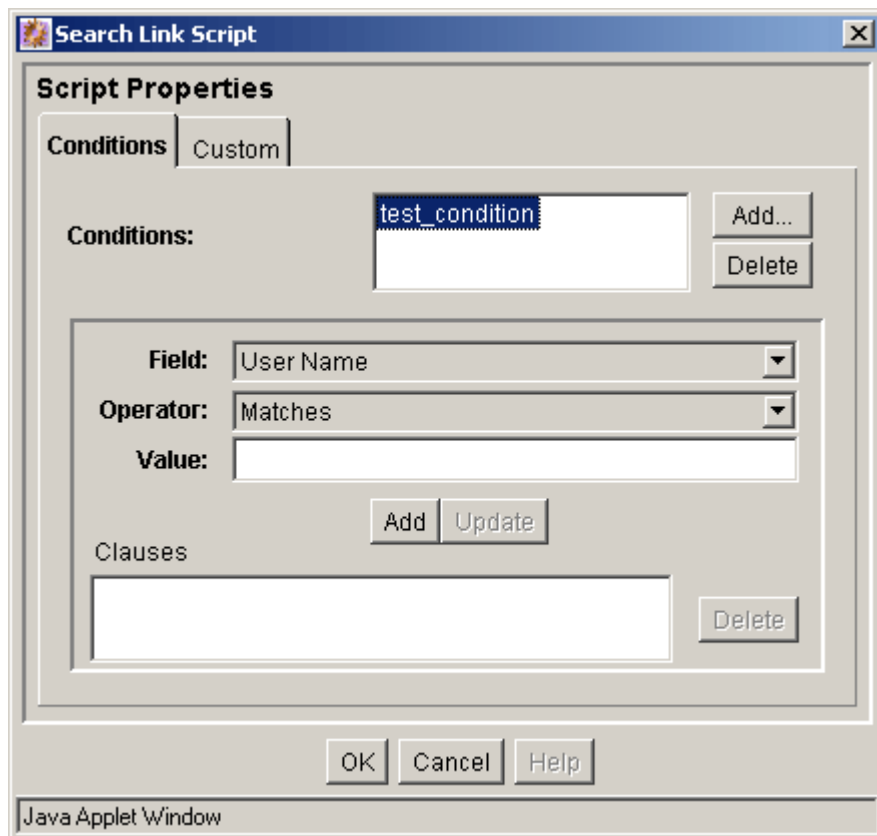 Search Link Script
Script Properties
Conditions Custom
Conditions: test_condition Add...
Delete
Field: User Name
Operator: Matches
Value:
Add Update
Clauses
Delete
OK Cancel Help
Java Applet Window